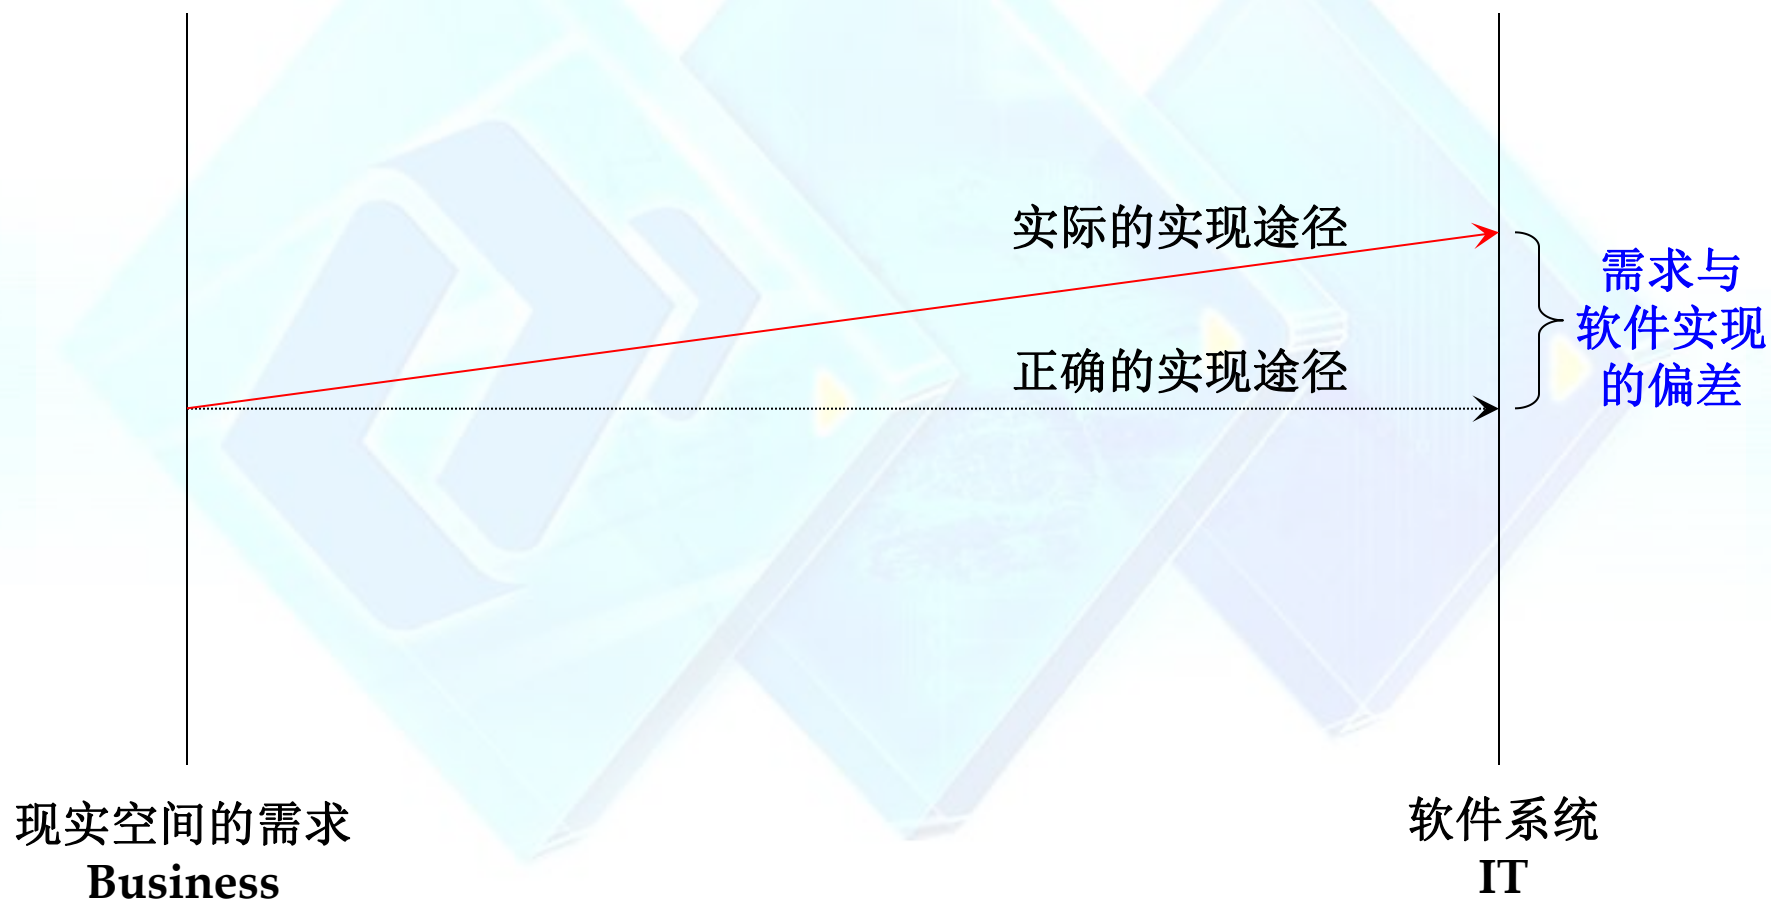 实际的实现途径
需求与
软件实现
的偏差
正确的实现途径
现实空间的需求
Business
软件系统
IT